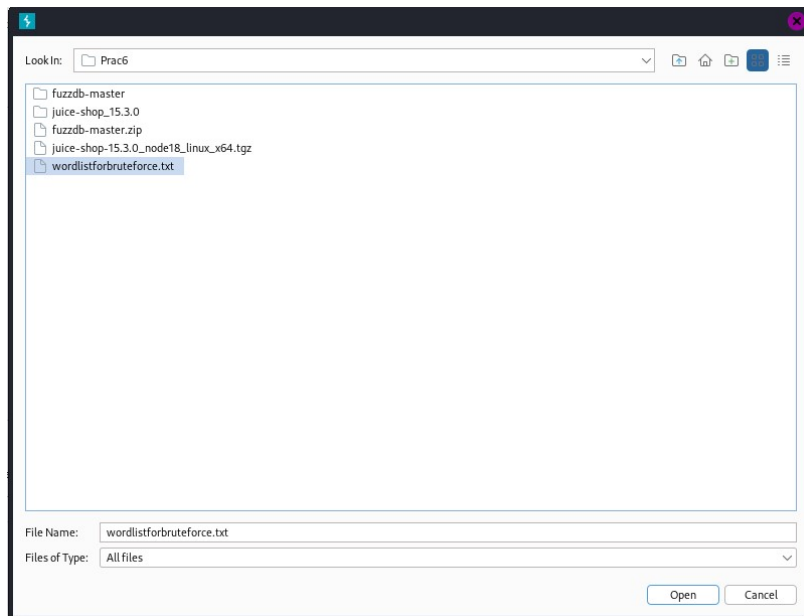 Look In: Prac6
fuzzdb-master
juice-shop_15.3.0
fuzzdb-master.zip
juice-shop-15.3.0_node18_linux_x64.tgz
wordlistforbruteforce.txt
File Name: wordlistforbruteforce.txt
Files of Type: All files
Open Cancel